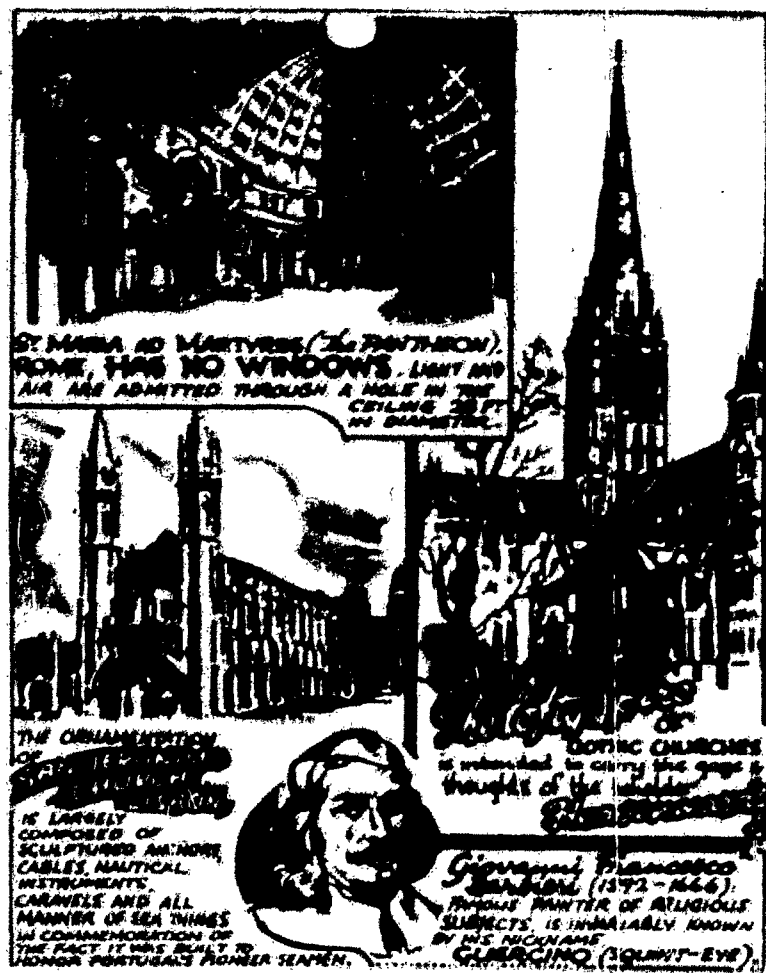 ST. MARIA AD MARTYRES (The PANTHEON),
ROME, HAS NO WINDOWS. LIGHT AND
AIR ARE ADMITTED THROUGH A HOLE IN THE
CEILING
IN DIAMETER.
THE ORNAMENTATION
OF
IS LARGELY
COMPOSED OF
SCULPTURED ANCHORS,
CABLES, NAUTICAL
INSTRUMENTS,
CARAVELS AND ALL
MANNER OF SEA THINGS
IN COMMEMORATION OF
THE FACT IT WAS BUILT TO
HONOR PORTUGAL'S PIONEER SEAMEN.
OF
GOTHIC CHURCHES
is intended to carry the gaze &
thoughts of the beholder
Giovanni Francesco
(1592-1666).
FAMOUS PAINTER OF RELIGIOUS
SUBJECTS, IS INVARIABLY KNOWN
BY HIS NICKNAME
GUERCINO (SQUINT-EYE).